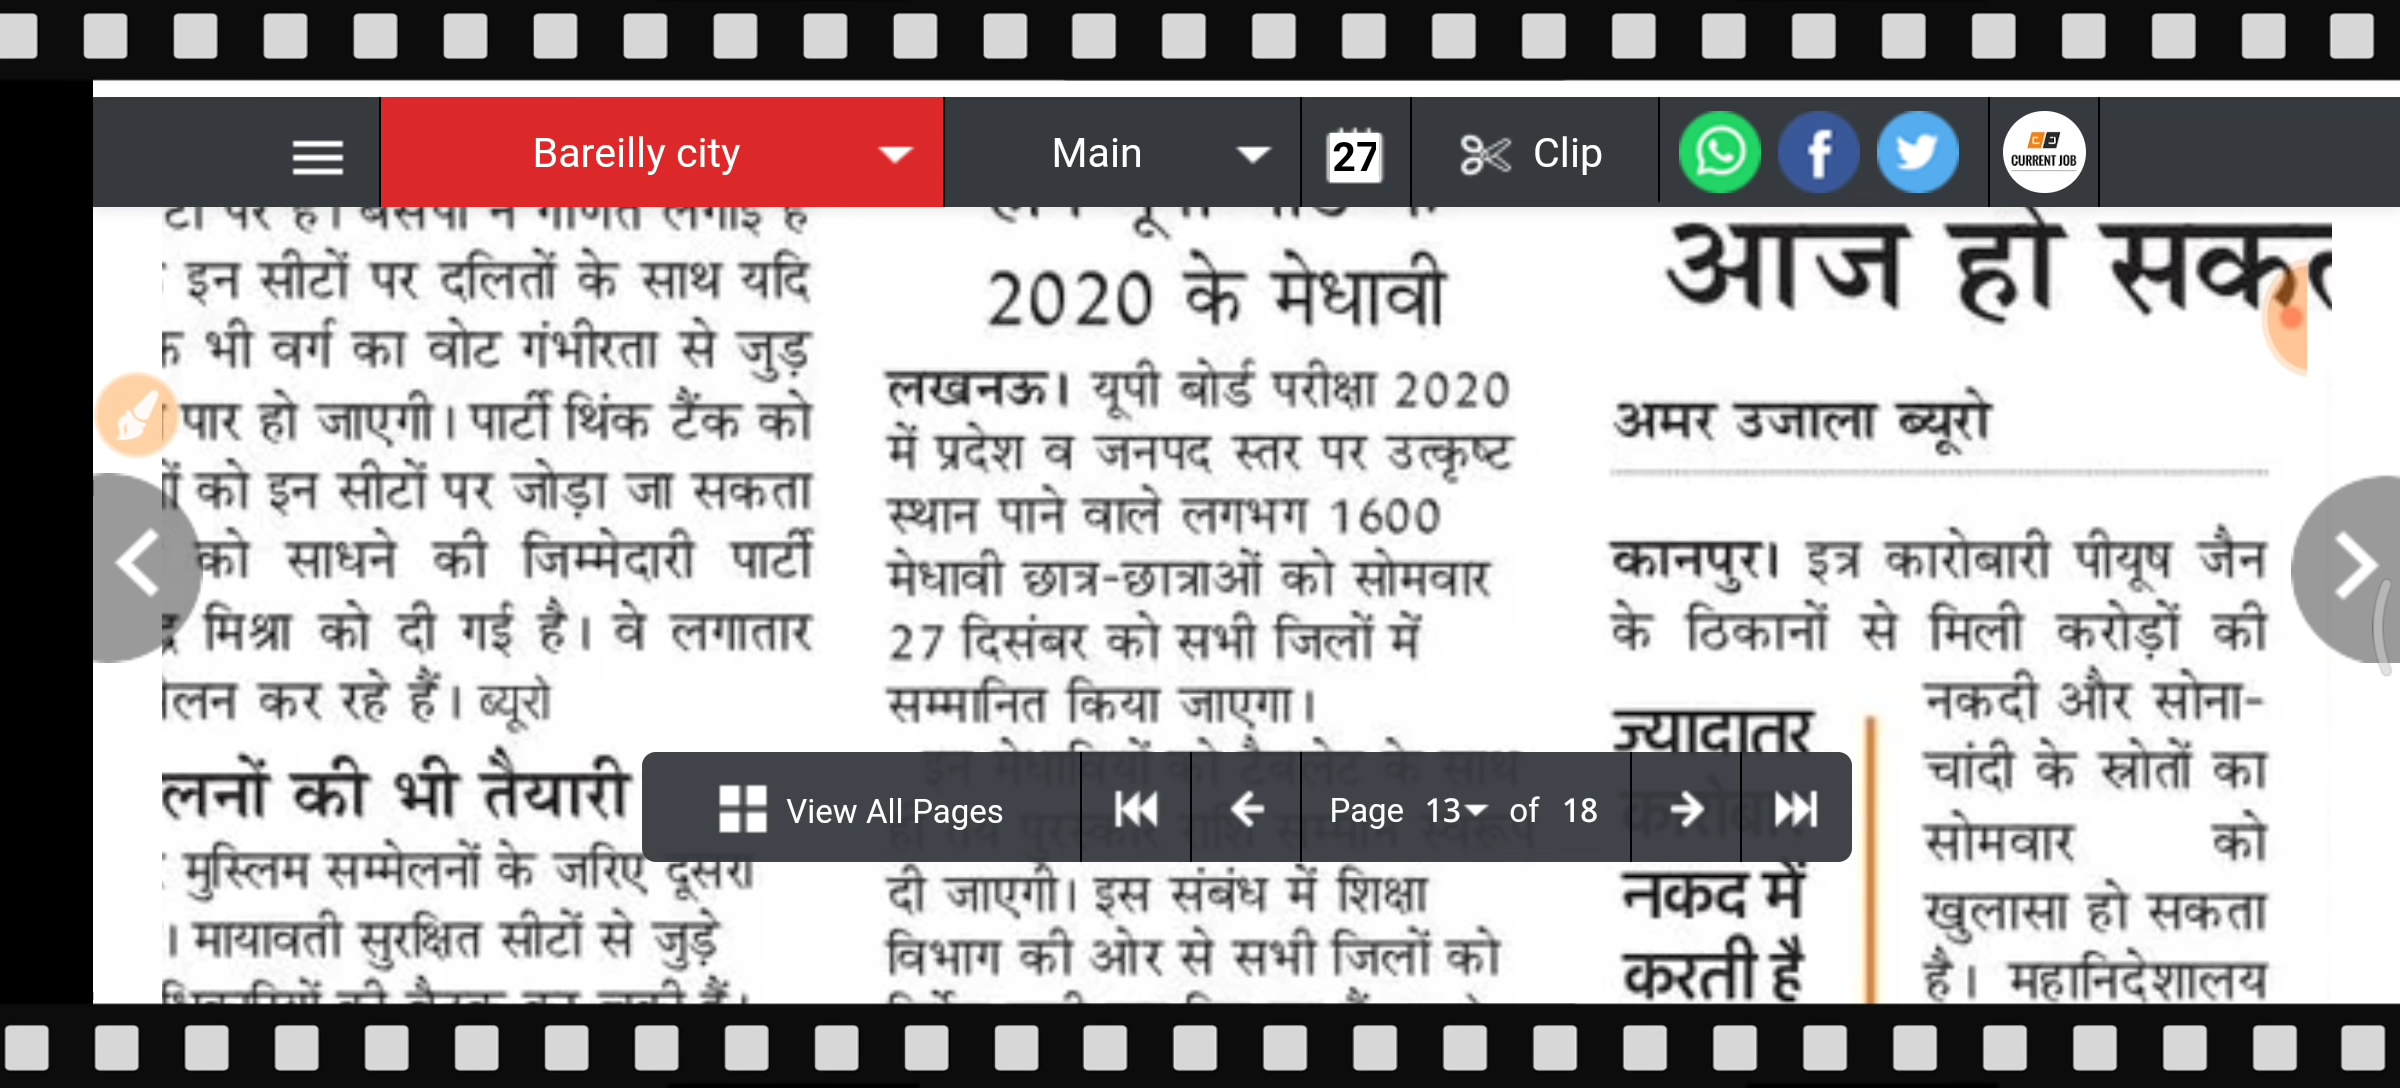 Bareilly city
Main
27
Clip
CURRENT JOB
इन सीटों पर दलितों के साथ यदि
भी वर्ग का वोट गंभीरता से जुड़
पार हो जाएगी। पार्टी थिंक टैंक को
को इन सीटों पर जोड़ा जा सकता
को साधने की जिम्मेदारी पार्टी
मिश्रा को दी गई है। वे लगातार
कर रहे हैं। ब्यूरो
की भी तैयारी
मुस्लिम सम्मेलनों के जरिए दूसरी
। मायावती सुरक्षित सीटों से जुड़े
2020 के मेधावी
लखनऊ। यूपी बोर्ड परीक्षा 2020
में प्रदेश व जनपद स्तर पर उत्कृष्ट
स्थान पाने वाले लगभग 1600
मेधावी छात्र-छात्राओं को सोमवार
27 दिसंबर को सभी जिलों में
सम्मानित किया जाएगा।
इन मेधावियों को टैबलेट के साथ
दी जाएगी। इस संबंध में शिक्षा
विभाग की ओर से सभी जिलों को
आज हो
अमर उजाला ब्यूरो
कानपुर। इत्र कारोबारी पीयूष जैन
के ठिकानों से मिली करोड़ों की
नकदी और सोना-
चांदी के स्रोतों का
सोमवार को
खुलासा हो सकता
है। महानिदेशालय
ज्यादातर
नकद में
करती है
View All Pages
Page 13 of 18